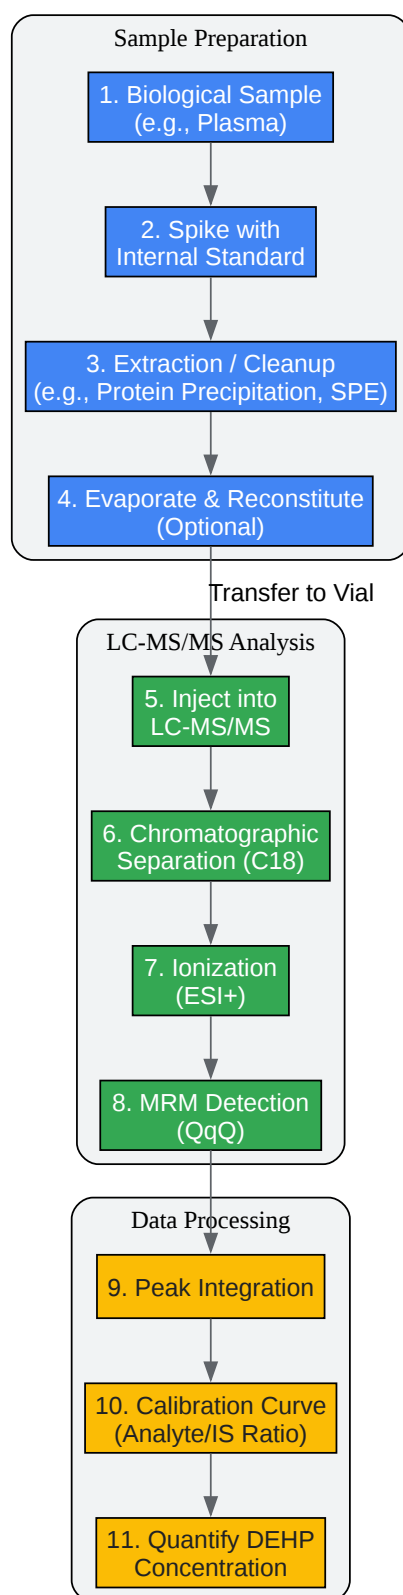 Sample Preparation
1. Biological Sample
(e.g., Plasma)
2. Spike with
Internal Standard
3. Extraction / Cleanup
(e.g., Protein Precipitation, SPE)
4. Evaporate & Reconstitute
(Optional)
Transfer to Vial
LC-MS/MS Analysis
5. Inject into
LC-MS/MS
6. Chromatographic
Separation (C18)
7. Ionization
(ESI+)
8. MRM Detection
(QqQ)
Data Processing
9. Peak Integration
10. Calibration Curve
(Analyte/IS Ratio)
11. Quantify DEHP
Concentration